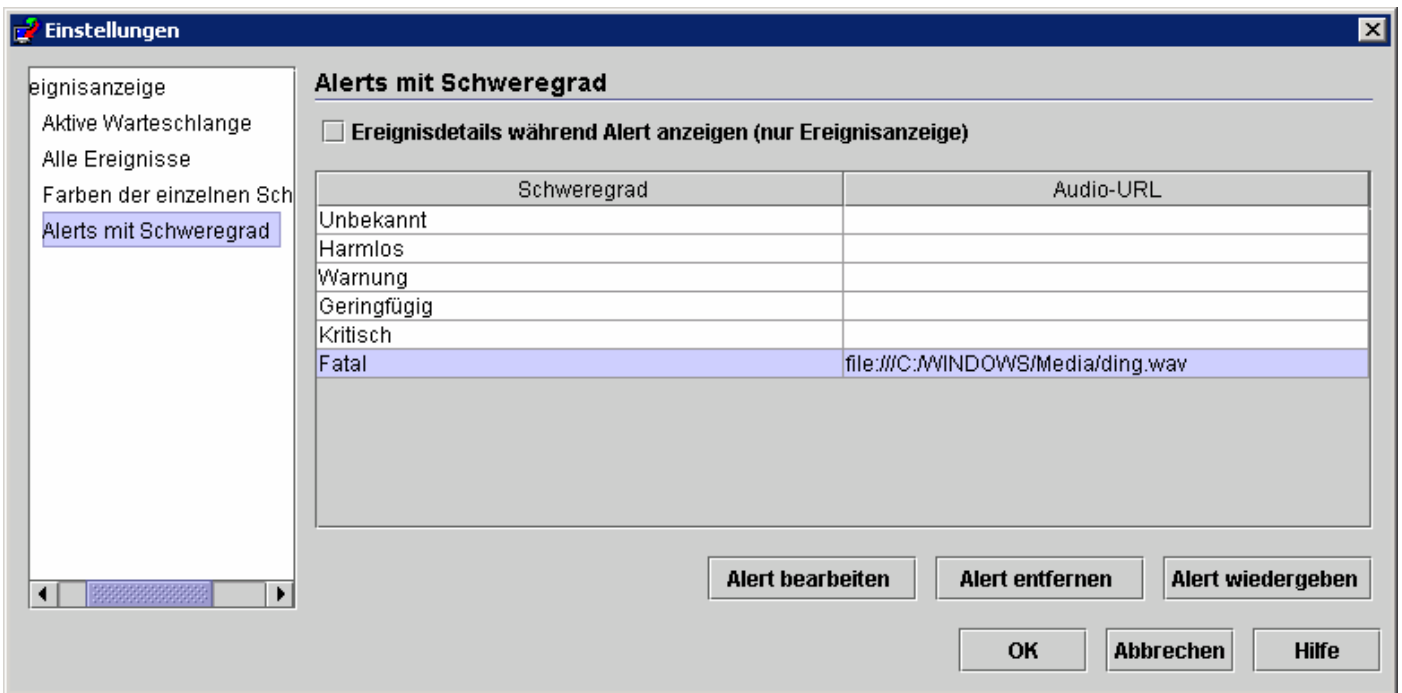 Einstellungen
eignisanzeige
Aktive Warteschlange
Alle Ereignisse
Farben der einzelnen Sch
Alerts mit Schweregrad
Alerts mit Schweregrad
Ereignisdetails während Alert anzeigen (nur Ereignisanzeige)
Schweregrad Audio-URL
Unbekannt
Harmlos
Warnung
Geringfügig
Kritisch
Fatal file:///C:/WINDOWS/Media/ding.wav
Alert bearbeiten Alert entfernen Alert wiedergeben
OK Abbrechen Hilfe